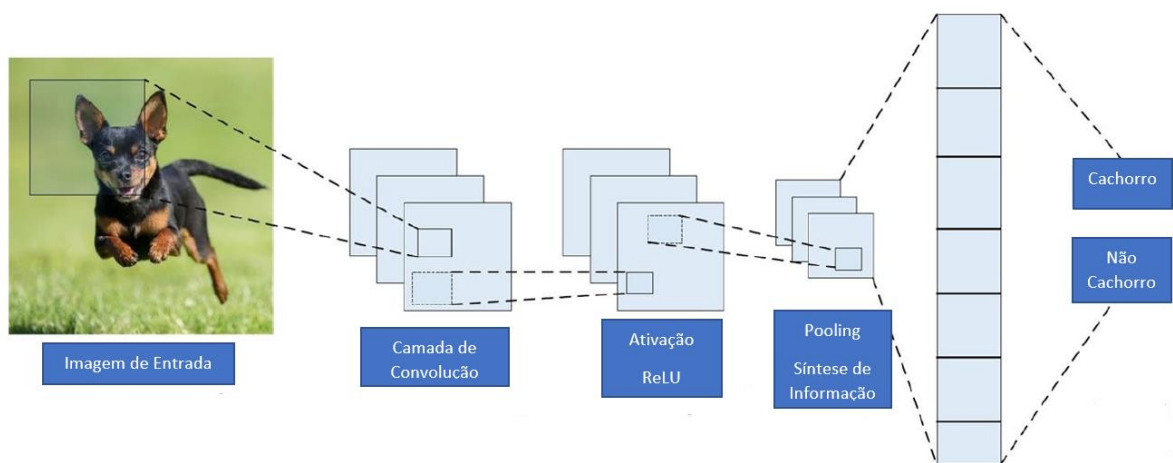 Imagem de Entrada
Camada de
Convolução
Ativação
ReLU
Pooling
Síntese de
Informação
Cachorro
Não
Cachorro